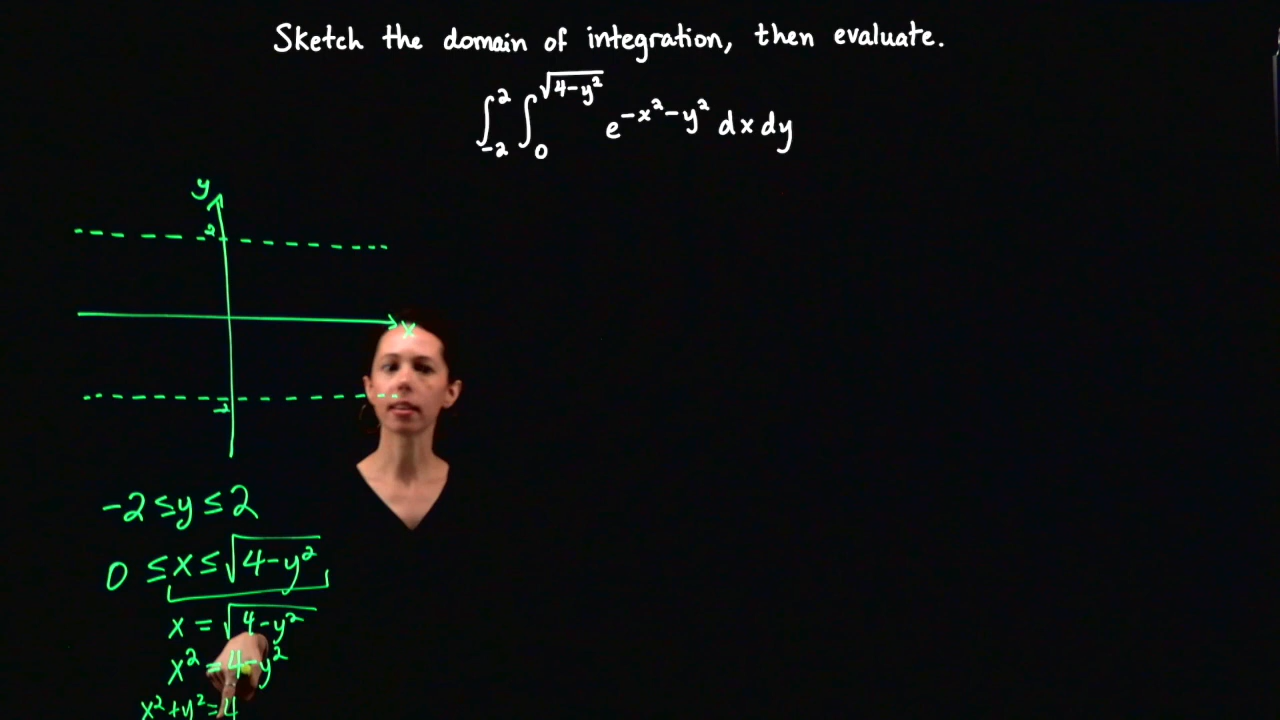 Sketch the domain of integration, then evaluate.
∫_{-2}^{2} ∫_{0}^{√(4-y²)} e^{-x²-y²} dx dy
y
2
x
-2
-2 ≤ y ≤ 2
0 ≤ x ≤ √(4-y²)
x = √(4-y²)
x² = 4-y²
x²+y²=4